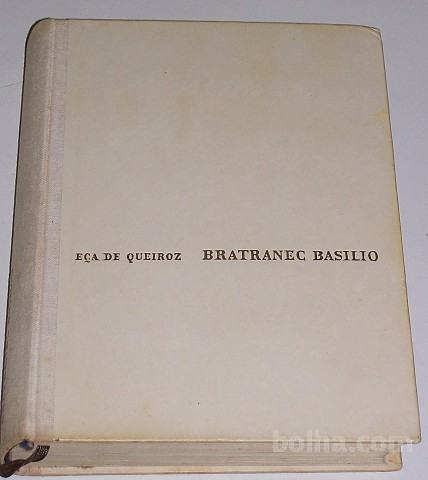 EÇA DE QUEIROZ BRATRANEC BASILIO
bolha.com